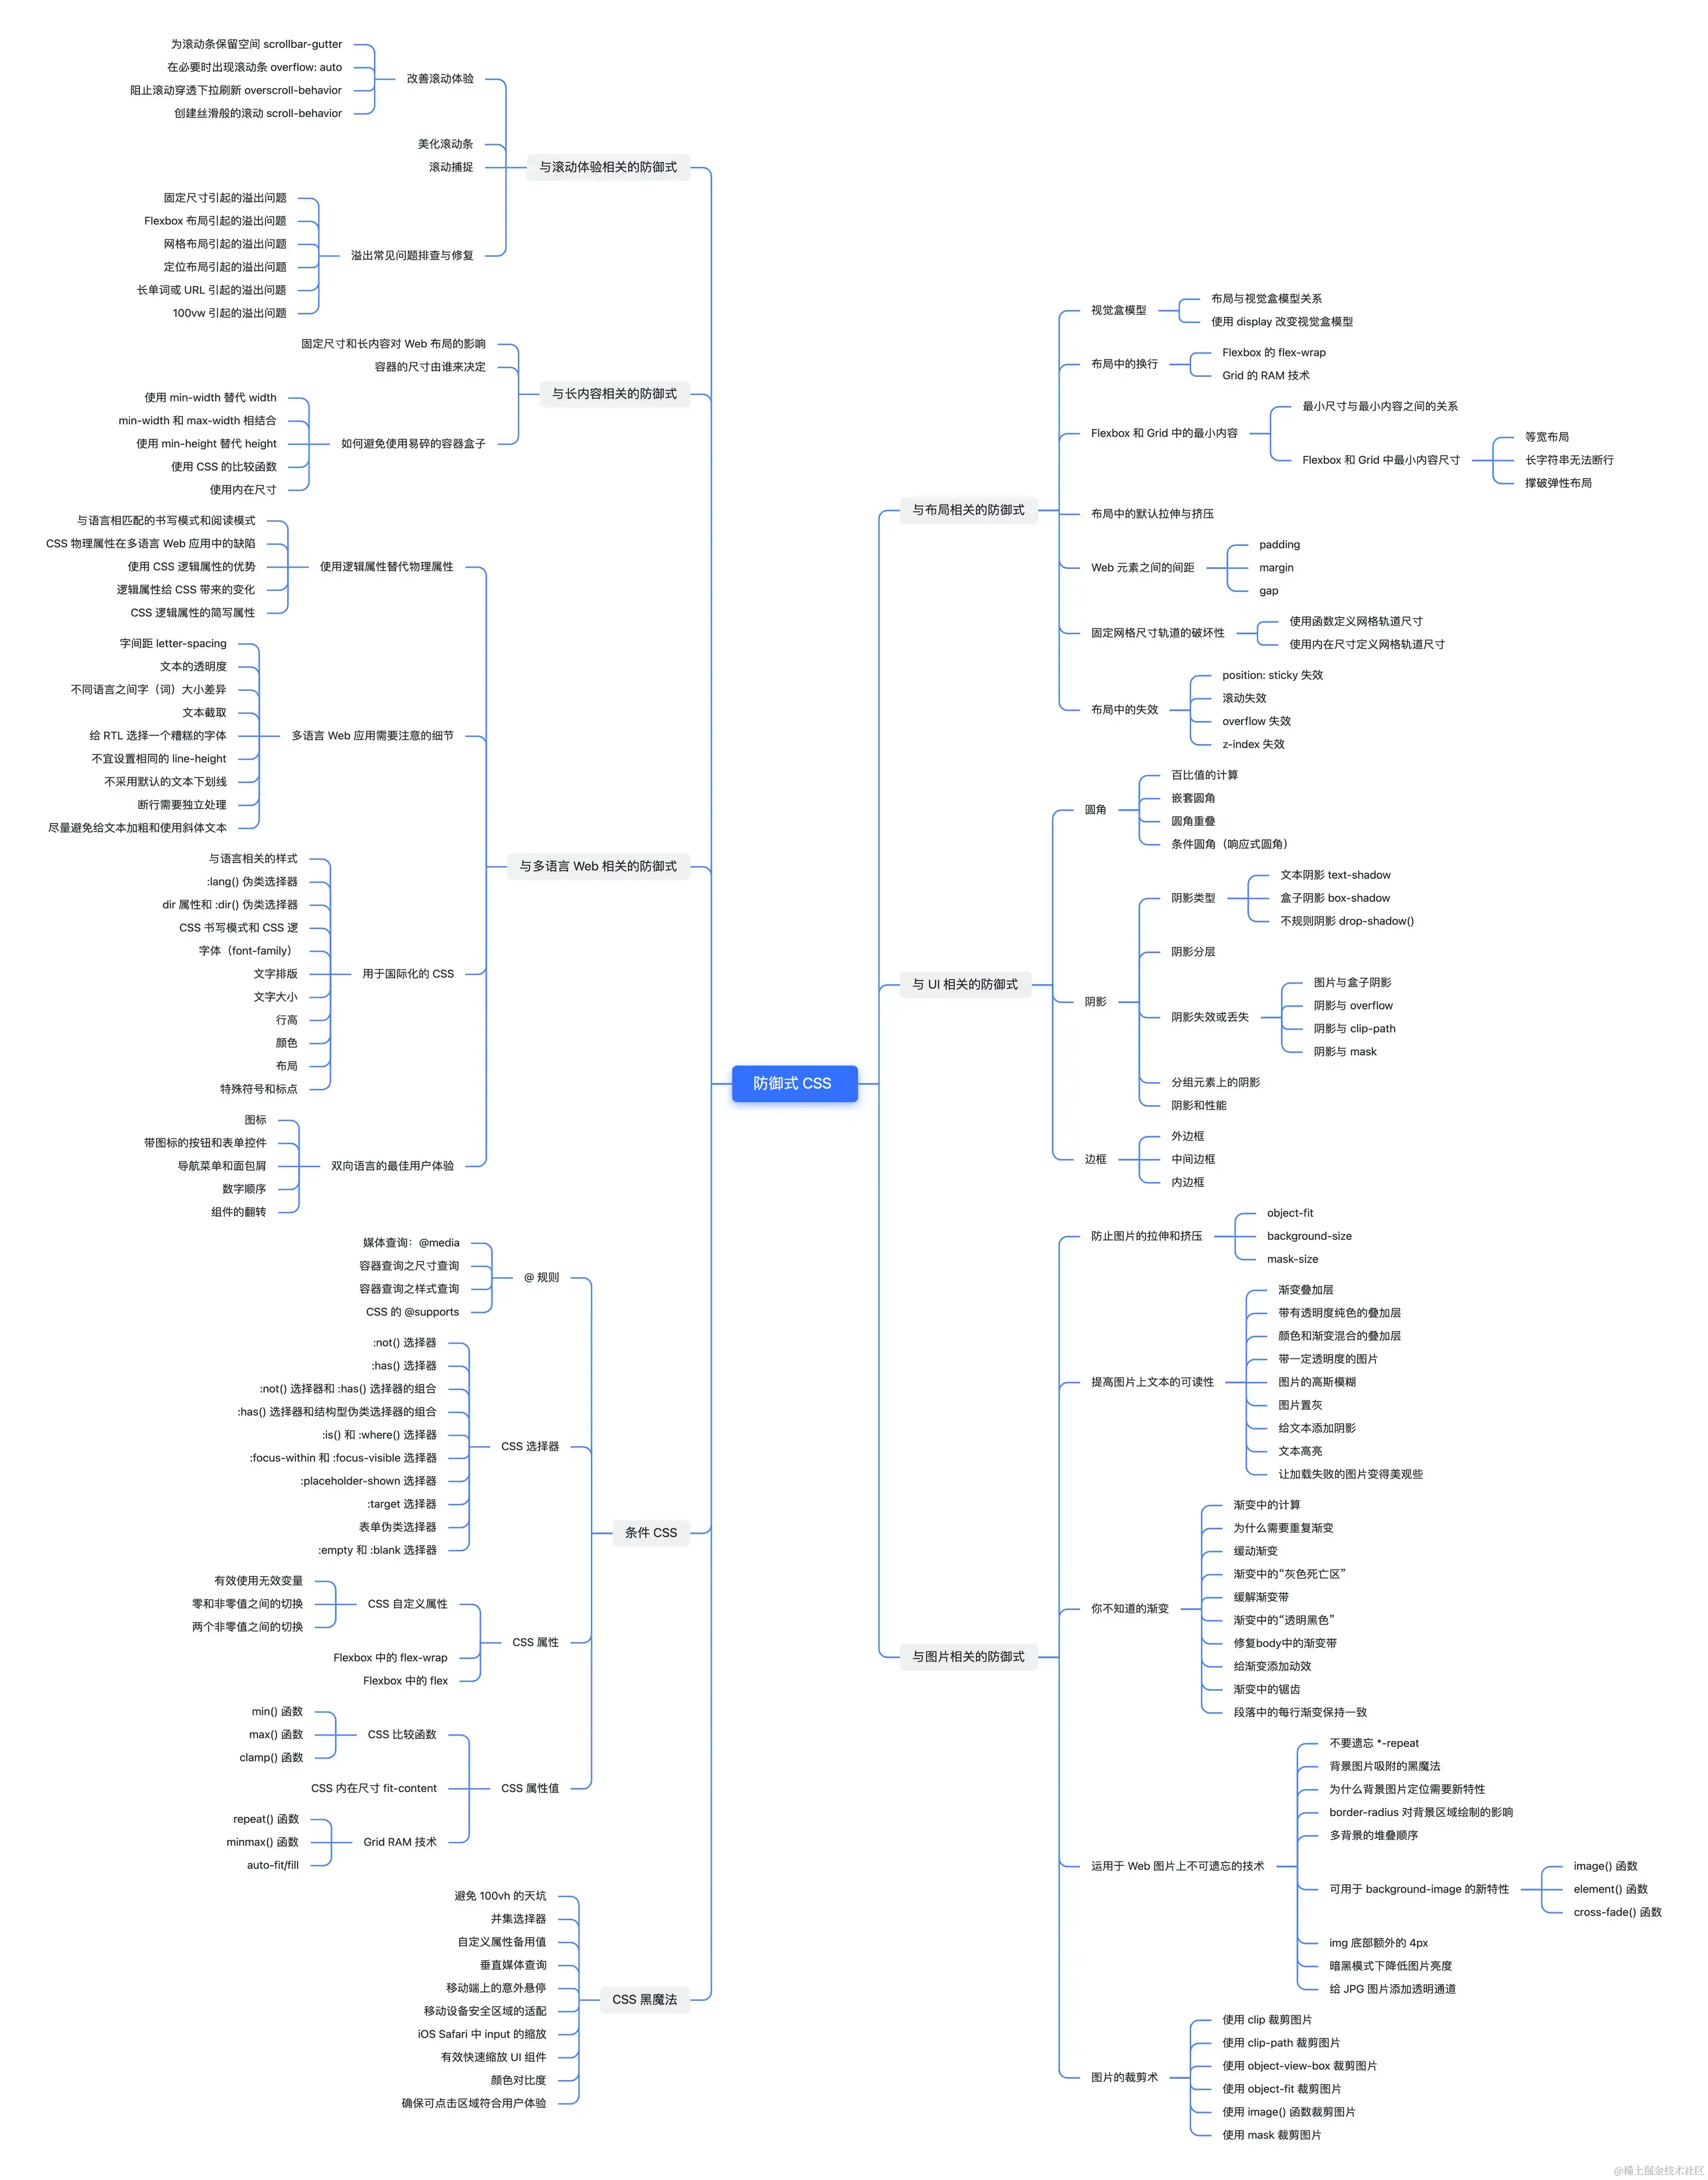 防御式 CSS
与滚动体验相关的防御式
改善滚动体验
为滚动条保留空间 scrollbar-gutter
在必要时出现滚动条 overflow: auto
阻止滚动穿透下拉刷新 overscroll-behavior
创建丝滑般的滚动 scroll-behavior
美化滚动条
滚动捕捉
溢出常见问题排查与修复
固定尺寸引起的溢出问题
Flexbox 布局引起的溢出问题
网格布局引起的溢出问题
定位布局引起的溢出问题
长单词或 URL 引起的溢出问题
100vw 引起的溢出问题
与长内容相关的防御式
固定尺寸和长内容对 Web 布局的影响
容器的尺寸由谁来决定
如何避免使用易碎的容器盒子
使用 min-width 替代 width
min-width 和 max-width 相结合
使用 min-height 替代 height
使用 CSS 的比较函数
使用内在尺寸
与多语言 Web 相关的防御式
使用逻辑属性替代物理属性
与语言相匹配的书写模式和阅读模式
CSS 物理属性在多语言 Web 应用中的缺陷
使用 CSS 逻辑属性的优势
逻辑属性给 CSS 带来的变化
CSS 逻辑属性的简写属性
多语言 Web 应用需要注意的细节
字间距 letter-spacing
文本的透明度
不同语言之间字（词）大小差异
文本截取
给 RTL 选择一个糟糕的字体
不宜设置相同的 line-height
不采用默认的文本下划线
断行需要独立处理
尽量避免给文本加粗和使用斜体文本
用于国际化的 CSS
与语言相关的样式
:lang() 伪类选择器
dir 属性和 :dir() 伪类选择器
CSS 书写模式和 CSS 逻
字体（font-family）
文字排版
文字大小
行高
颜色
布局
特殊符号和标点
双向语言的最佳用户体验
图标
带图标的按钮和表单控件
导航菜单和面包屑
数字顺序
组件的翻转
条件 CSS
@ 规则
媒体查询：@media
容器查询之尺寸查询
容器查询之样式查询
CSS 的 @supports
CSS 选择器
:not() 选择器
:has() 选择器
:not() 选择器和 :has() 选择器的组合
:has() 选择器和结构型伪类选择器的组合
:is() 和 :where() 选择器
:focus-within 和 :focus-visible 选择器
:placeholder-shown 选择器
:target 选择器
表单伪类选择器
:empty 和 :blank 选择器
CSS 属性
CSS 自定义属性
有效使用无效变量
零和非零值之间的切换
两个非零值之间的切换
Flexbox 中的 flex-wrap
Flexbox 中的 flex
CSS 属性值
CSS 比较函数
min() 函数
max() 函数
clamp() 函数
CSS 内在尺寸 fit-content
Grid RAM 技术
repeat() 函数
minmax() 函数
auto-fit/fill
CSS 黑魔法
避免 100vh 的天坑
并集选择器
自定义属性备用值
垂直媒体查询
移动端上的意外悬停
移动设备安全区域的适配
iOS Safari 中 input 的缩放
有效快速缩放 UI 组件
颜色对比度
确保可点击区域符合用户体验
与布局相关的防御式
视觉盒模型
布局与视觉盒模型关系
使用 display 改变视觉盒模型
布局中的换行
Flexbox 的 flex-wrap
Grid 的 RAM 技术
Flexbox 和 Grid 中的最小内容
最小尺寸与最小内容之间的关系
Flexbox 和 Grid 中最小内容尺寸
等宽布局
长字符串无法断行
撑破弹性布局
布局中的默认拉伸与挤压
Web 元素之间的间距
padding
margin
gap
固定网格尺寸轨道的破坏性
使用函数定义网格轨道尺寸
使用内在尺寸定义网格轨道尺寸
布局中的失效
position: sticky 失效
滚动失效
overflow 失效
z-index 失效
与 UI 相关的防御式
圆角
百比值的计算
嵌套圆角
圆角重叠
条件圆角（响应式圆角）
阴影
阴影类型
文本阴影 text-shadow
盒子阴影 box-shadow
不规则阴影 drop-shadow()
阴影分层
阴影失效或丢失
图片与盒子阴影
阴影与 overflow
阴影与 clip-path
阴影与 mask
分组元素上的阴影
阴影和性能
边框
外边框
中间边框
内边框
与图片相关的防御式
防止图片的拉伸和挤压
object-fit
background-size
mask-size
提高图片上文本的可读性
渐变叠加层
带有透明度纯色的叠加层
颜色和渐变混合的叠加层
带一定透明度的图片
图片的高斯模糊
图片置灰
给文本添加阴影
文本高亮
让加载失败的图片变得美观些
你不知道的渐变
渐变中的计算
为什么需要重复渐变
缓动渐变
渐变中的“灰色死亡区”
缓解渐变带
渐变中的“透明黑色”
修复body中的渐变带
给渐变添加动效
渐变中的锯齿
段落中的每行渐变保持一致
运用于 Web 图片上不可遗忘的技术
不要遗忘 *-repeat
背景图片吸附的黑魔法
为什么背景图片定位需要新特性
border-radius 对背景区域绘制的影响
多背景的堆叠顺序
可用于 background-image 的新特性
image() 函数
element() 函数
cross-fade() 函数
img 底部额外的 4px
暗黑模式下降低图片亮度
给 JPG 图片添加透明通道
图片的裁剪术
使用 clip 裁剪图片
使用 clip-path 裁剪图片
使用 object-view-box 裁剪图片
使用 object-fit 裁剪图片
使用 image() 函数裁剪图片
使用 mask 裁剪图片
@稀土掘金技术社区